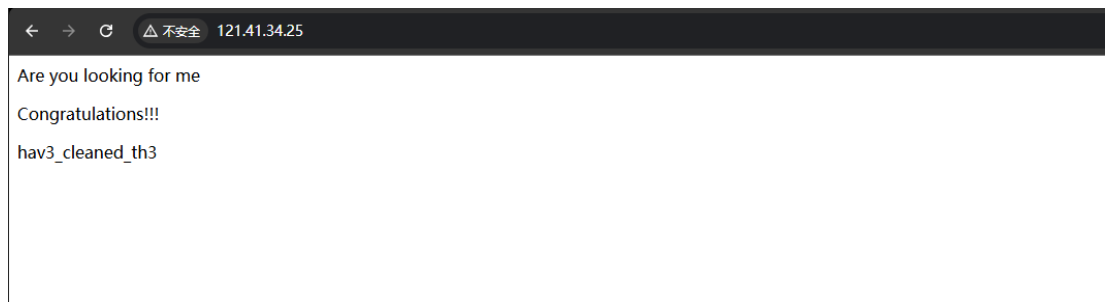 不安全 121.41.34.25
Are you looking for me
Congratulations!!!
hav3_cleaned_th3